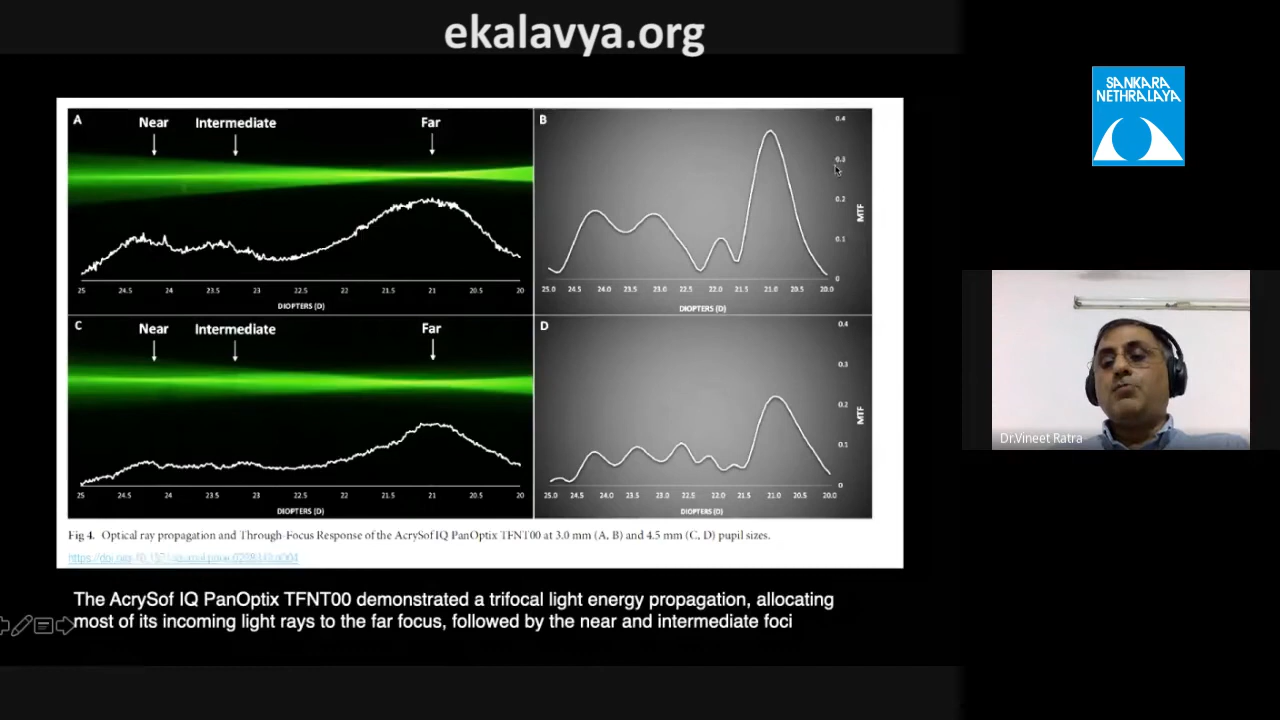 ekalavya.org
SANKARA
NETHRALAYA
A
Near Intermediate Far
25 24.5 24 23.5 23 22.5 22 21.5 21 20.5 20
DIOPTERS (D)
B
0.4
0.3
0.2
0.1
0
MTF
25.0 24.5 24.0 23.5 23.0 22.5 22.0 21.5 21.0 20.5 20.0
DIOPTERS (D)
C
Near Intermediate Far
25 24.5 24 23.5 23 22.5 22 21.5 21 20.5 20
DIOPTERS (D)
D
0.4
0.3
0.2
0.1
0
MTF
25.0 24.5 24.0 23.5 23.0 22.5 22.0 21.5 21.0 20.5 20.0
DIOPTERS (D)
Fig 4. Optical ray propagation and Through-Focus Response of the AcrySof IQ PanOptix TFNT00 at 3.0 mm (A, B) and 4.5 mm (C, D) pupil sizes.
The AcrySof IQ PanOptix TFNT00 demonstrated a trifocal light energy propagation, allocating
most of its incoming light rays to the far focus, followed by the near and intermediate foci
Dr.Vineet Ratra